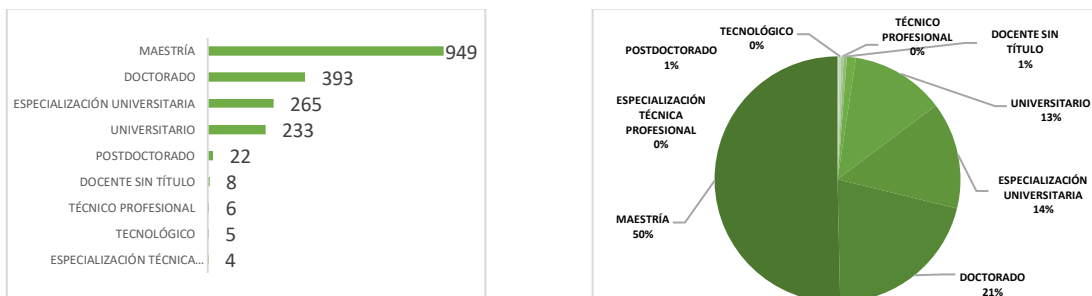 MAESTRÍA 949
DOCTORADO 393
ESPECIALIZACIÓN UNIVERSITARIA 265
UNIVERSITARIO 233
POSTDOCTORADO 22
DOCENTE SIN TÍTULO 8
TÉCNICO PROFESIONAL 6
TECNOLÓGICO 5
ESPECIALIZACIÓN TÉCNICA... 4
TECNOLÓGICO
0%
TÉCNICO
PROFESIONAL
0%
DOCENTE SIN
TÍTULO
1%
POSTDOCTORADO
1%
ESPECIALIZACIÓN
TÉCNICA
PROFESIONAL
0%
UNIVERSITARIO
13%
ESPECIALIZACIÓN
UNIVERSITARIA
14%
MAESTRÍA
50%
DOCTORADO
21%